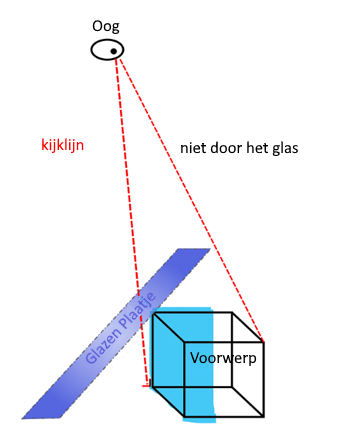 Oog
kijklijn
niet door het glas
Glazen Plaatje
Voorwerp